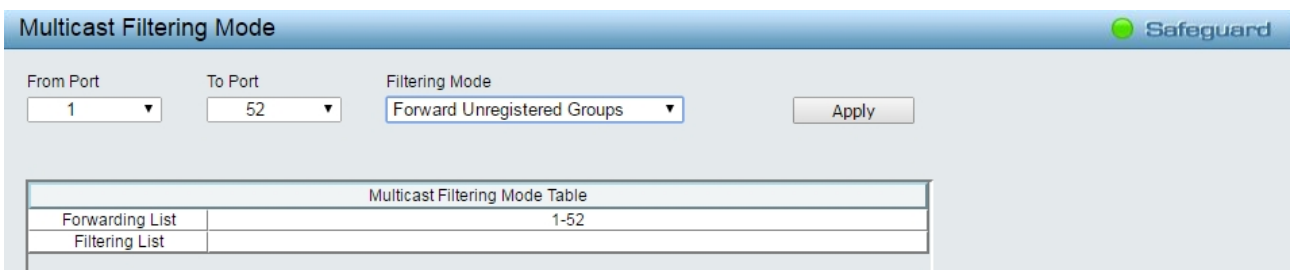 Multicast Filtering Mode
Safeguard
From Port To Port Filtering Mode
1 52 Forward Unregistered Groups Apply
Multicast Filtering Mode Table
Forwarding List 1-52
Filtering List